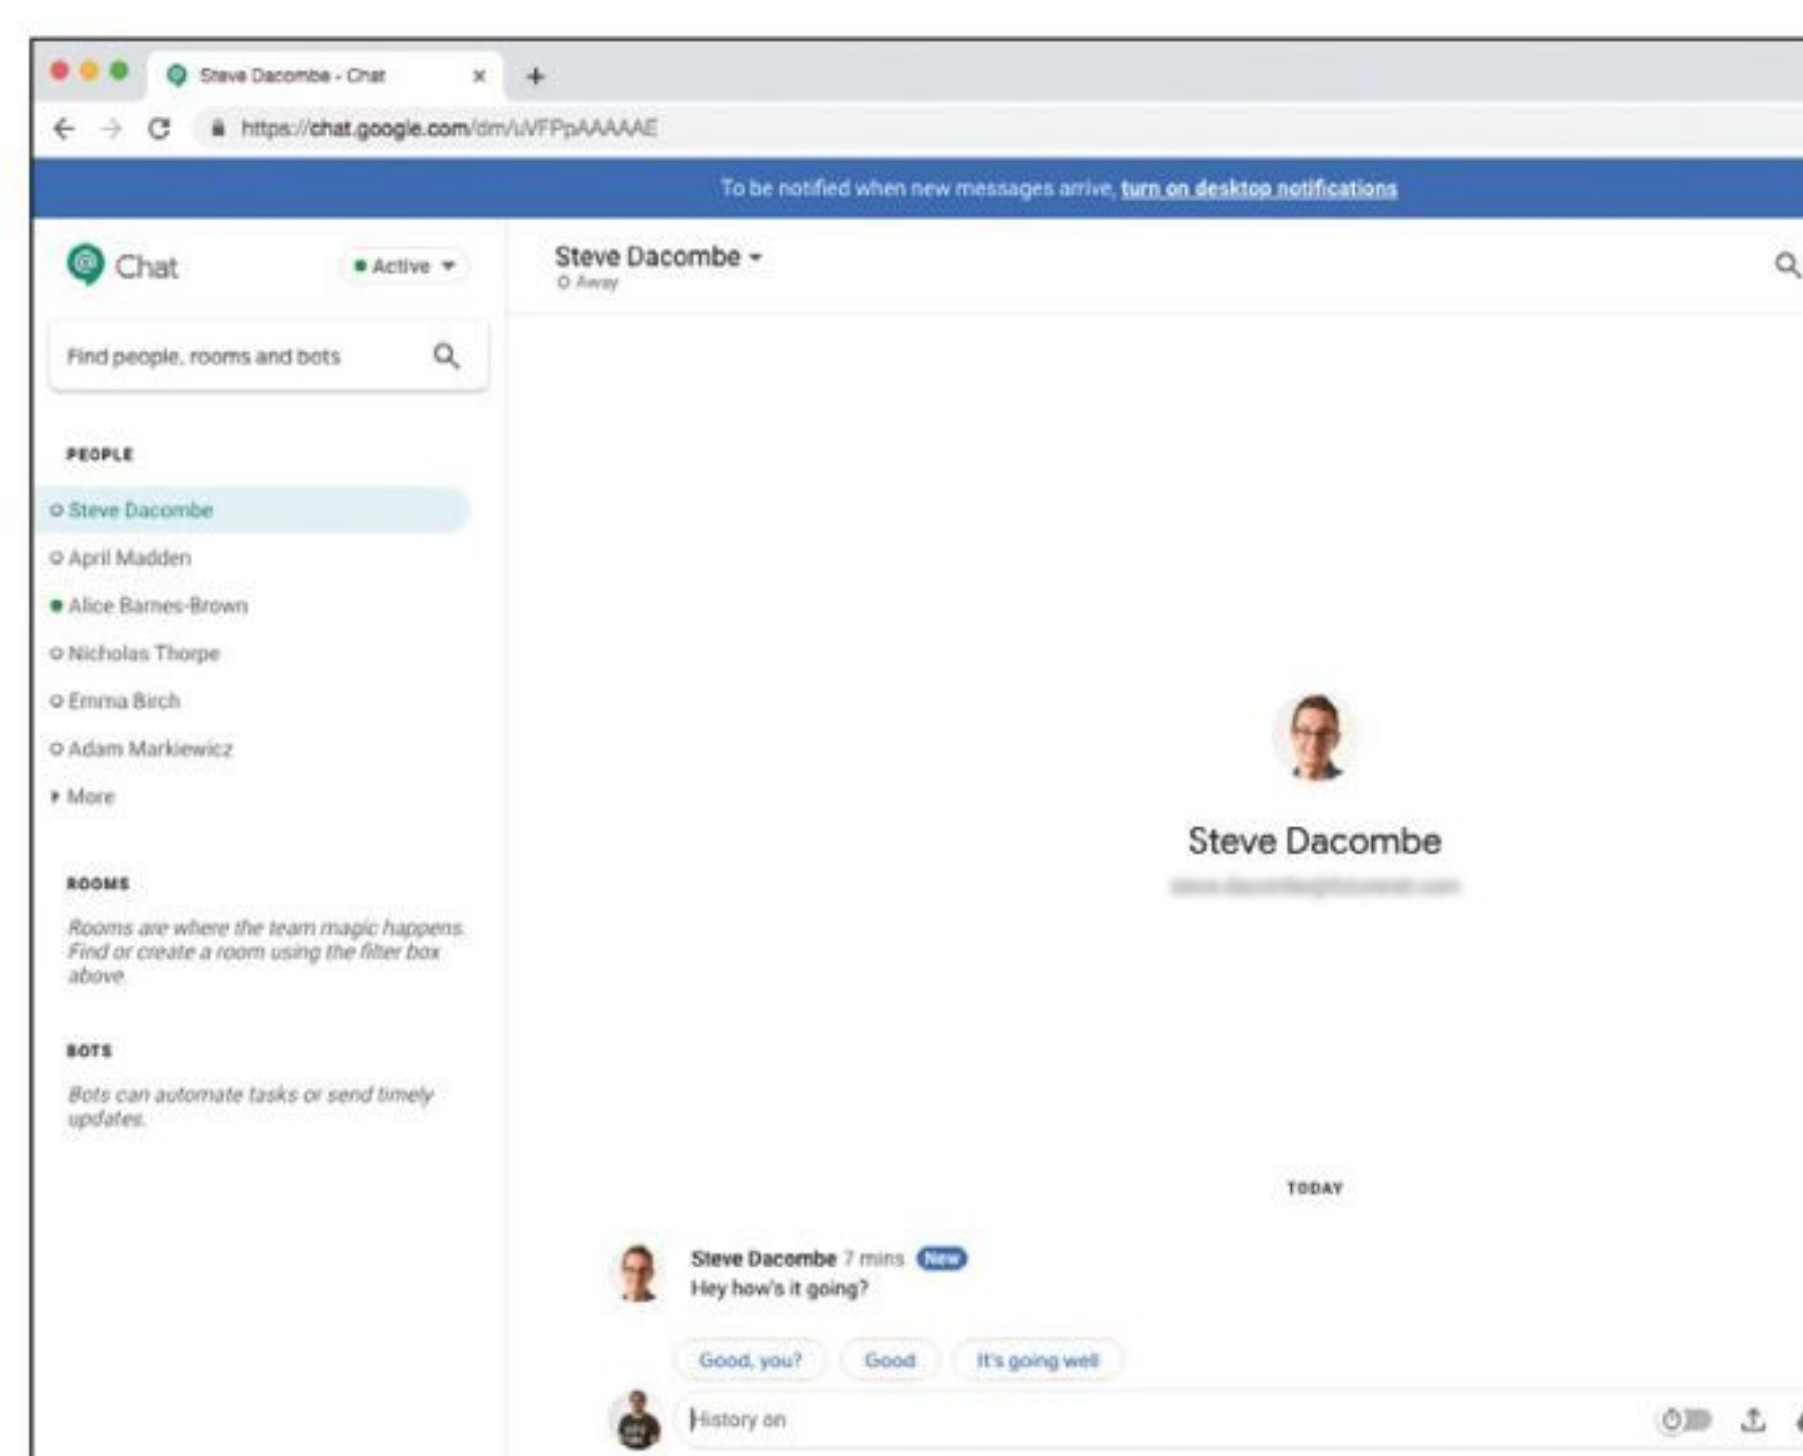 Steve Dacombe - Chat
https://chat.google.com/dm/uVFPpAAAAAE
To be notified when new messages arrive, turn on desktop notifications
Chat
Active
Steve Dacombe
Away
Find people, rooms and bots
PEOPLE
Steve Dacombe
April Madden
Alice Barnes-Brown
Nicholas Thorpe
Emma Birch
Adam Markiewicz
More
ROOMS
Rooms are where the team magic happens.
Find or create a room using the filter box
above.
BOTS
Bots can automate tasks or send timely
updates.
Steve Dacombe
TODAY
Steve Dacombe 7 mins New
Hey how's it going?
Good, you? Good It's going well
History on